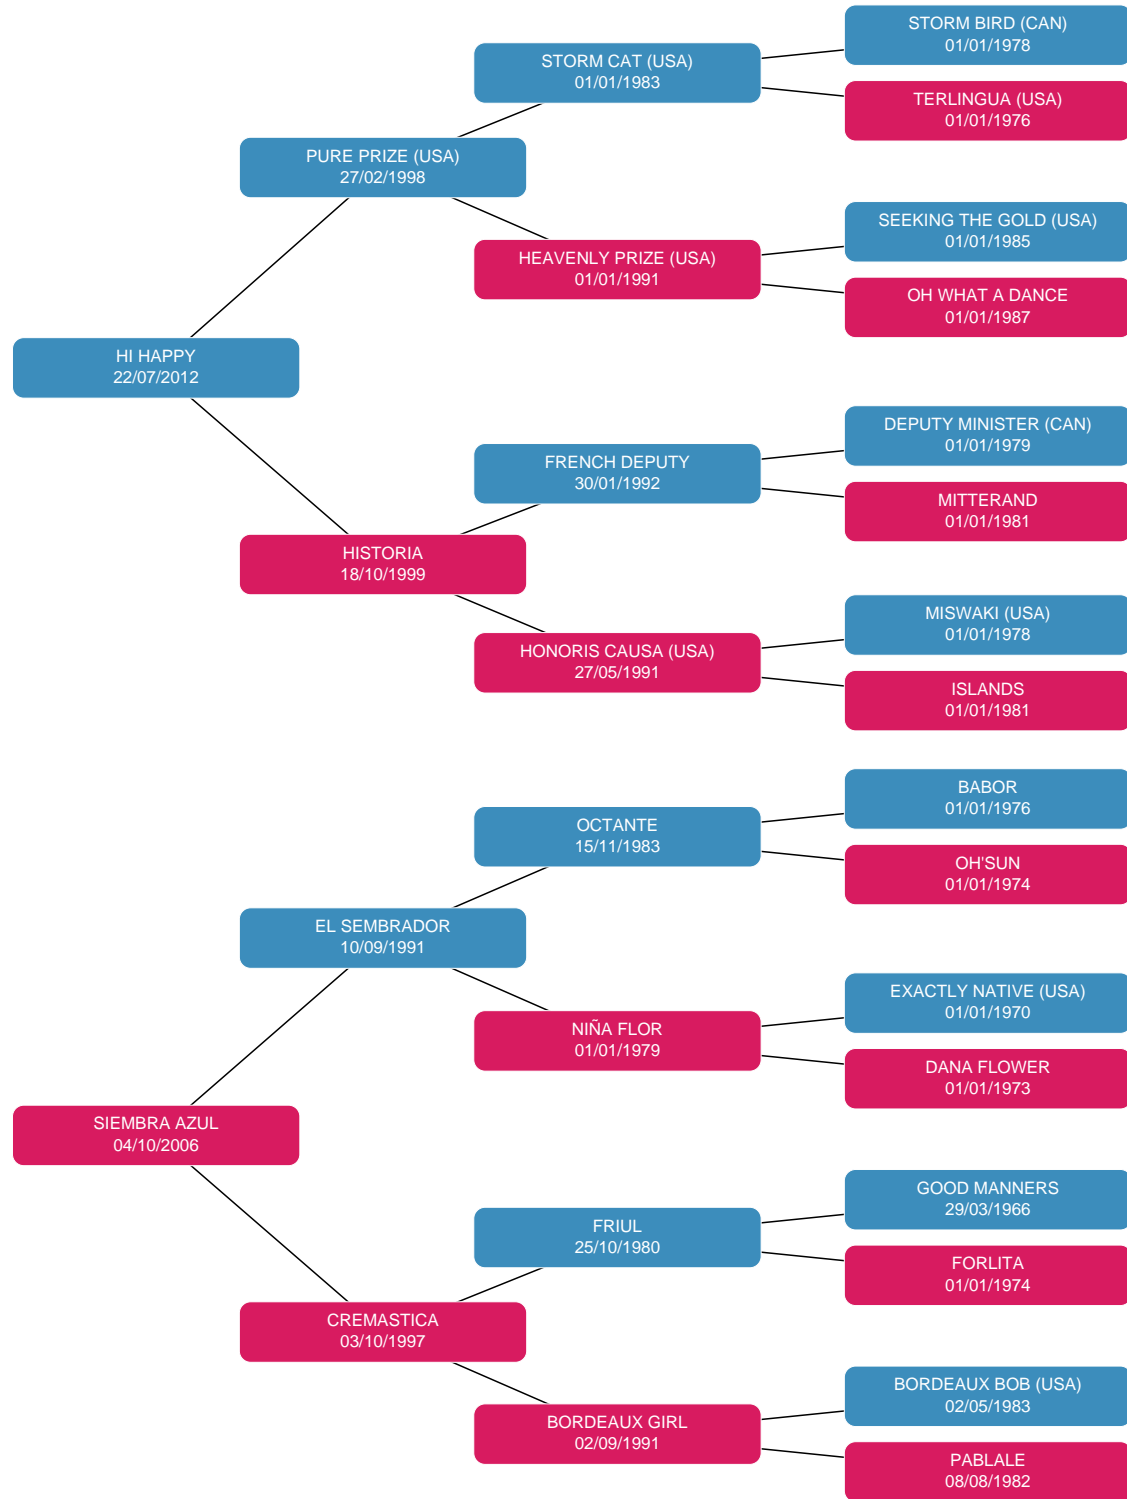 STORM BIRD (CAN)
01/01/1978
STORM CAT (USA)
01/01/1983
TERLINGUA (USA)
01/01/1976
PURE PRIZE (USA)
27/02/1998
SEEKING THE GOLD (USA)
01/01/1985
HEAVENLY PRIZE (USA)
01/01/1991
OH WHAT A DANCE
01/01/1987
HI HAPPY
22/07/2012
DEPUTY MINISTER (CAN)
01/01/1979
FRENCH DEPUTY
30/01/1992
MITTERAND
01/01/1981
HISTORIA
18/10/1999
MISWAKI (USA)
01/01/1978
HONORIS CAUSA (USA)
27/05/1991
ISLANDS
01/01/1981
BABOR
01/01/1976
OCTANTE
15/11/1983
OH'SUN
01/01/1974
EL SEMBRADOR
10/09/1991
EXACTLY NATIVE (USA)
01/01/1970
NIÑA FLOR
01/01/1979
DANA FLOWER
01/01/1973
SIEMBRA AZUL
04/10/2006
GOOD MANNERS
29/03/1966
FRIUL
25/10/1980
FORLITA
01/01/1974
CREMASTICA
03/10/1997
BORDEAUX BOB (USA)
02/05/1983
BORDEAUX GIRL
02/09/1991
PABLALE
08/08/1982